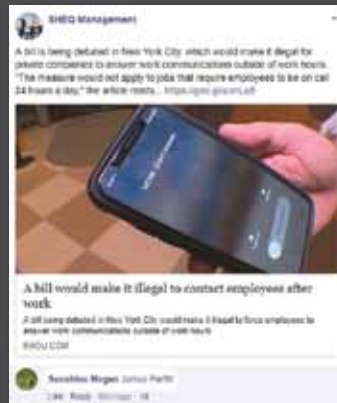 SHEQ Management
A bill is being debated in New York City which would make it illegal for
private companies to answer work communications outside of work hours.
"The measure would not apply to jobs that require employees to be on call
24 hours a day," the article reads...
A bill would make it illegal to contact employees after
work
A bill being debated in New York City would make it illegal to force employees to
answer work communications outside of work hours
KHOU.COM
Megan James
Like Reply Message